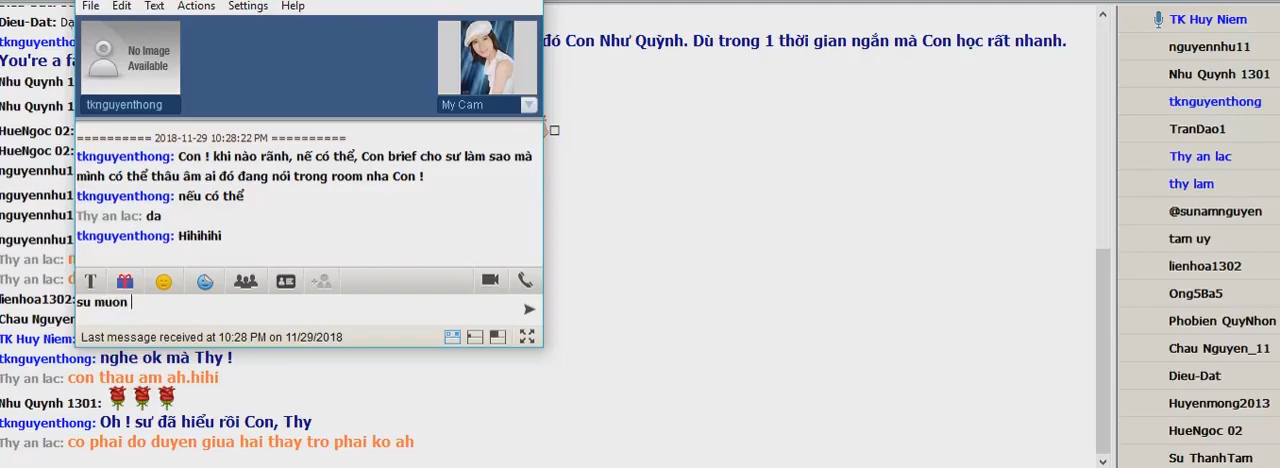 File Edit Text Actions Settings Help
Dieu-Dat: Dạ
tknguyenthong đó Con Như Quỳnh. Dù trong 1 thời gian ngắn mà Con học rất nhanh.
You're a fa
Nhu Quynh 1
Nhu Quynh 1
HueNgoc 02:
HueNgoc 02:
nguyennhu1
nguyennhu1
nguyennhu1
nguyennhu1
Thy an lac:
Thy an lac:
lienhoa1302:
Chau Nguyen
TK Huy Niem:
No Image
Available
tknguyenthong
My Cam
========== 2018-11-29 10:28:22 PM ==========
tknguyenthong: Con ! khi nào rãnh, nế có thể, Con brief cho sư làm sao mà
mình có thể thâu âm ai đó đang nói trong room nha Con !
tknguyenthong: nếu có thể
Thy an lac: da
tknguyenthong: Hihihihi
T
su muon
Last message received at 10:28 PM on 11/29/2018
tknguyenthong: nghe ok mà Thy !
Thy an lac: con thau am ah.hihi
Nhu Quynh 1301:
tknguyenthong: Oh ! sư đã hiểu rồi Con, Thy
Thy an lac: co phai do duyen giua hai thay tro phai ko ah
TK Huy Niem
nguyennhu11
Nhu Quynh 1301
tknguyenthong
TranDao1
Thy an lac
thy lam
@sunamnguyen
tam uy
lienhoa1302
Ong5Ba5
Phobien QuyNhon
Chau Nguyen_11
Dieu-Dat
Huyenmong2013
HueNgoc 02
Su ThanhTam